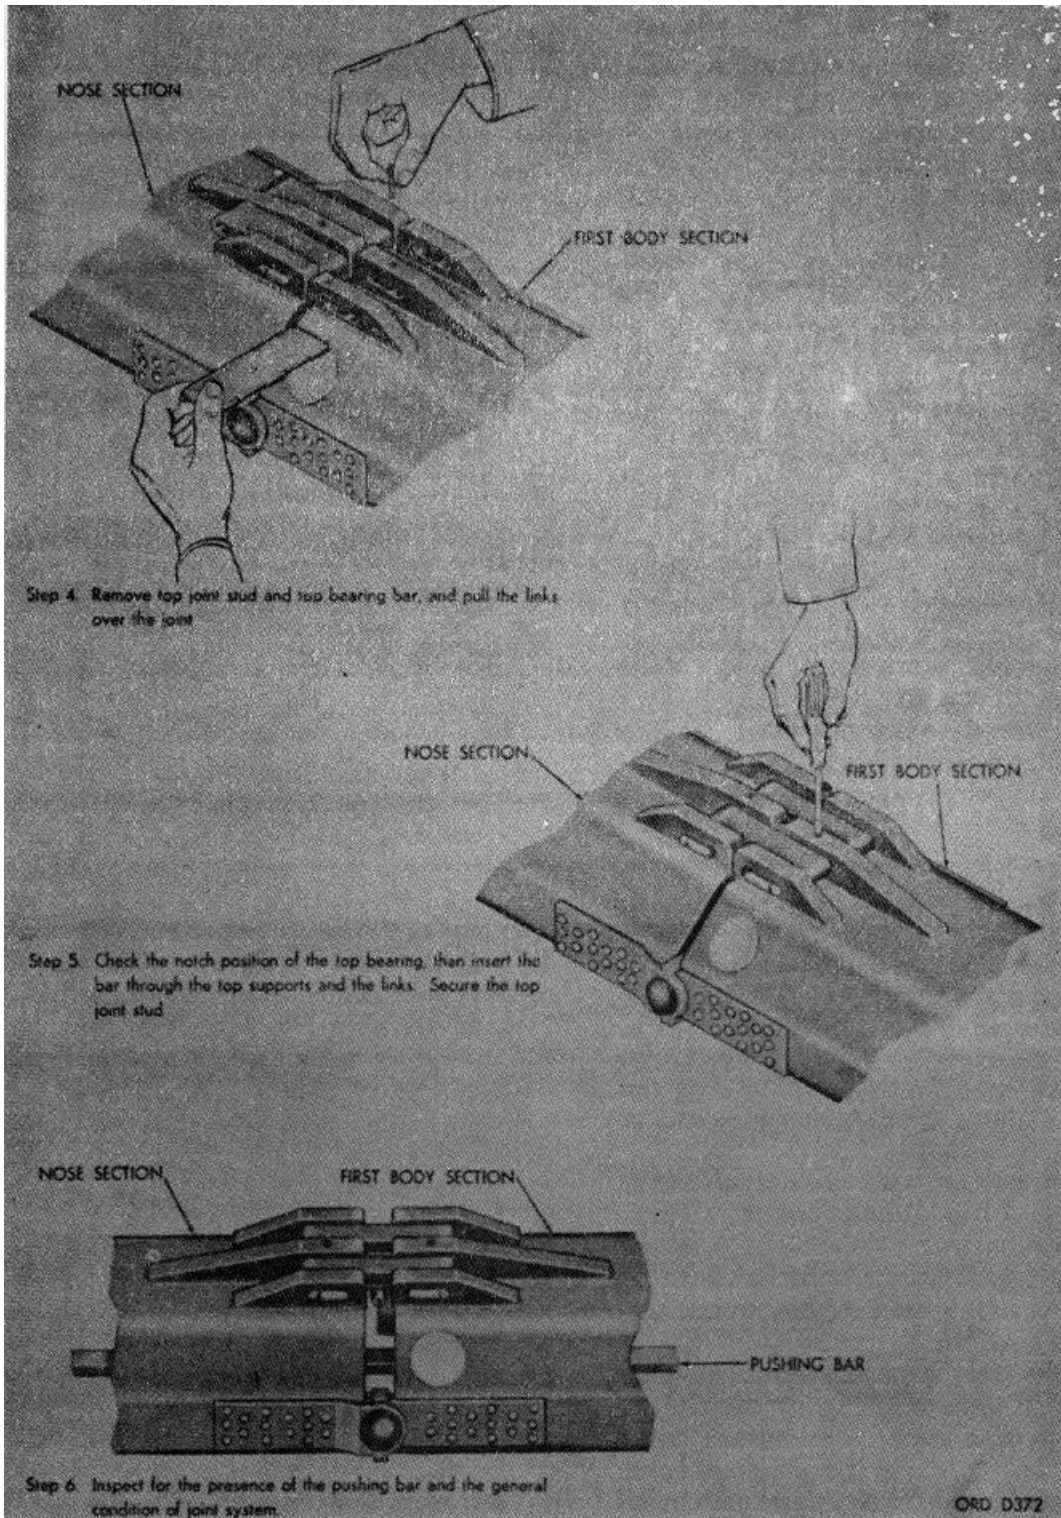 NOSE SECTION
FIRST BODY SECTION
Step 4. Remove top joint stud and top bearing bar, and pull the links
over the joint
NOSE SECTION
FIRST BODY SECTION
Step 5. Check the notch position of the top bearing, then insert the
bar through the top supports and the links. Secure the top
joint stud
NOSE SECTION
FIRST BODY SECTION
PUSHING BAR
Step 6. Inspect for the presence of the pushing bar and the general
condition of joint system.
ORD D372